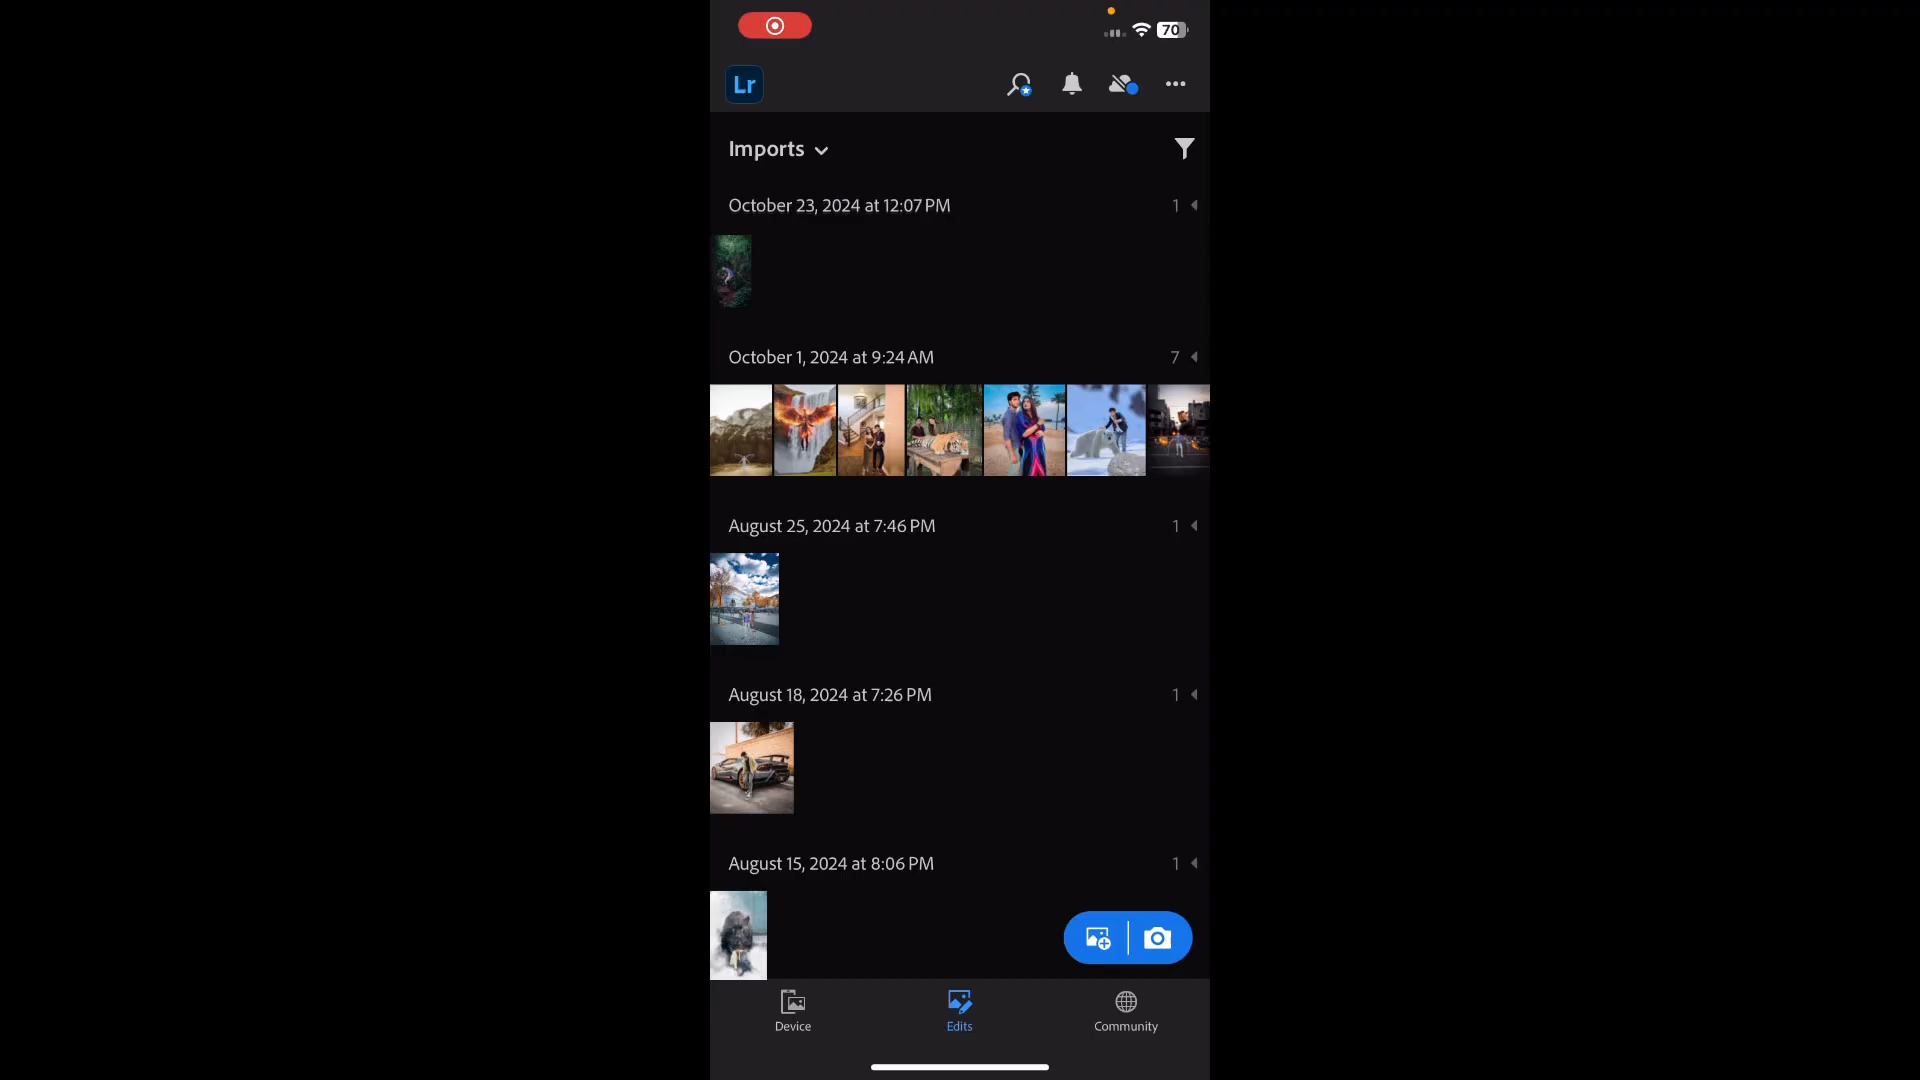 70
Lr
Imports
October 23, 2024 at 12:07 PM
1
October 1, 2024 at 9:24 AM
7
August 25, 2024 at 7:46 PM
1
August 18, 2024 at 7:26 PM
1
August 15, 2024 at 8:06 PM
1
Device
Edits
Community